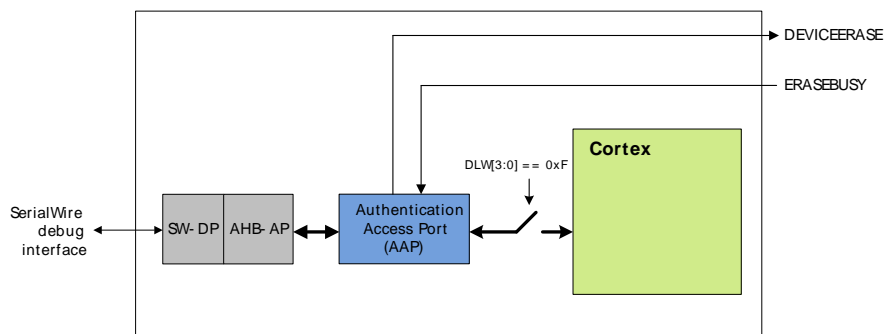 DEVICEERASE
ERASEBUSY
DLW[3:0] == 0xF
Cortex
SerialWire
debug
interface
SW-DP
AHB-AP
Authentication
Access Port
(AAP)